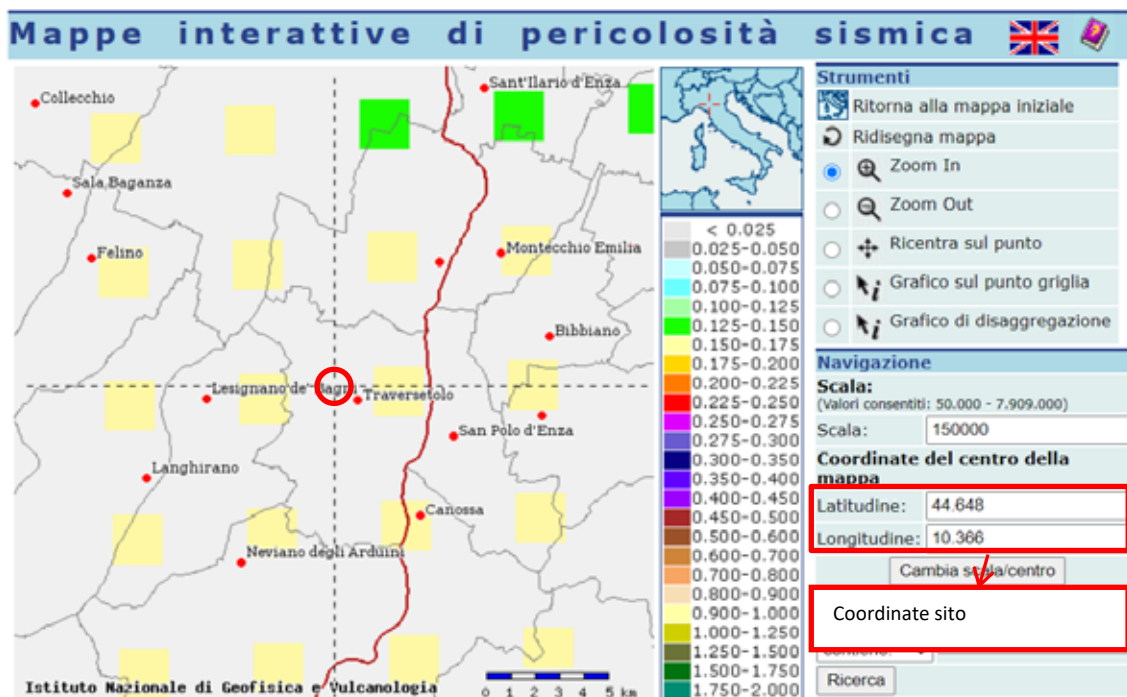 Mappe interattive di pericolosità sismica
Collecchio
Sant'Ilario d'Enza
Sala Baganza
Felino
Montecchio Emilia
Bibbiano
Lesignano de' Bagni
Traversetolo
San Polo d'Enza
Langhirano
Canossa
Neviano degli Arduini
Istituto Nazionale di Geofisica e Vulcanologia
0 1 2 3 4 5 km
< 0.025
0.025-0.050
0.050-0.075
0.075-0.100
0.100-0.125
0.125-0.150
0.150-0.175
0.175-0.200
0.200-0.225
0.225-0.250
0.250-0.275
0.275-0.300
0.300-0.350
0.350-0.400
0.400-0.450
0.450-0.500
0.500-0.600
0.600-0.700
0.700-0.800
0.800-0.900
0.900-1.000
1.000-1.250
1.250-1.500
1.500-1.750
1.750-2.000
Strumenti
Ritorna alla mappa iniziale
Ridisegna mappa
Zoom In
Zoom Out
Ricentra sul punto
Grafico sul punto griglia
Grafico di disaggregazione
Navigazione
Scala:
(Valori consentiti: 50.000 - 7.909.000)
Scala: 150000
Coordinate del centro della
mappa
Latitudine: 44.648
Longitudine: 10.366
Cambia scala/centro
Coordinate sito
Ricerca